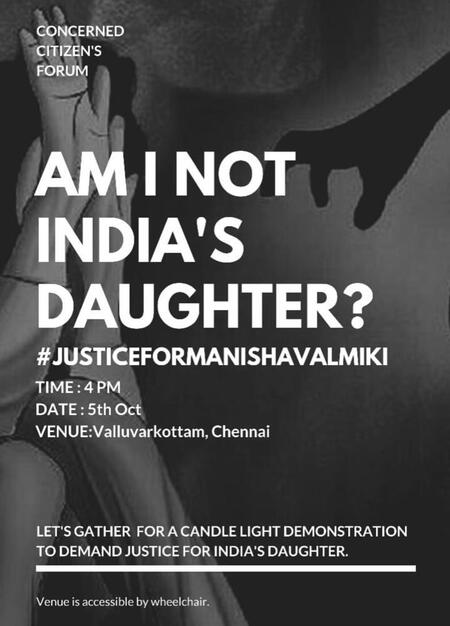 CONCERNED
CITIZEN'S
FORUM
AM I NOT
INDIA'S
DAUGHTER?
#JUSTICEFORMANISHAVALMIKI
TIME : 4 PM
DATE : 5th Oct
VENUE:Valluvarkottam, Chennai
LET'S GATHER FOR A CANDLE LIGHT DEMONSTRATION
TO DEMAND JUSTICE FOR INDIA'S DAUGHTER.
Venue is accessible by wheelchair.